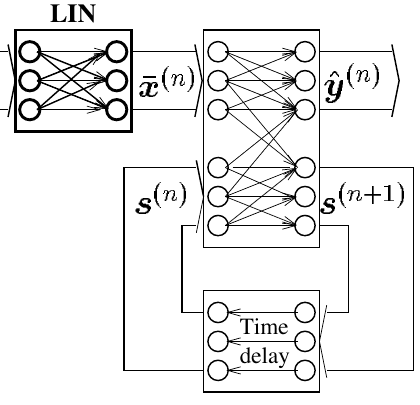 LIN
x̄^(n)
ŷ^(n)
s^(n)
s^(n+1)
Time
delay